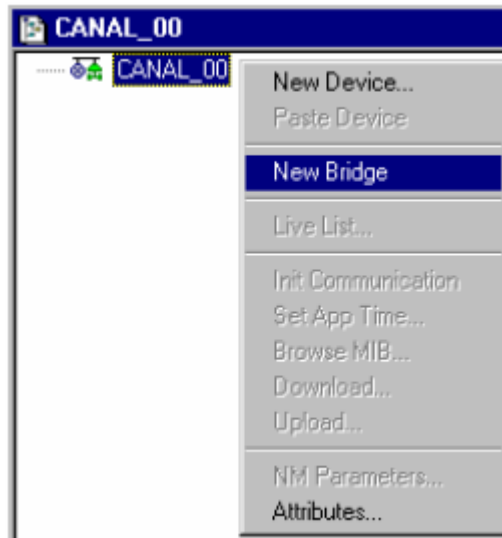 CANAL_00
CANAL_00
New Device...
Paste Device
New Bridge
Live List...
Init Communication
Set App Time...
Browse MIB...
Download...
Upload...
NM Parameters...
Attributes...